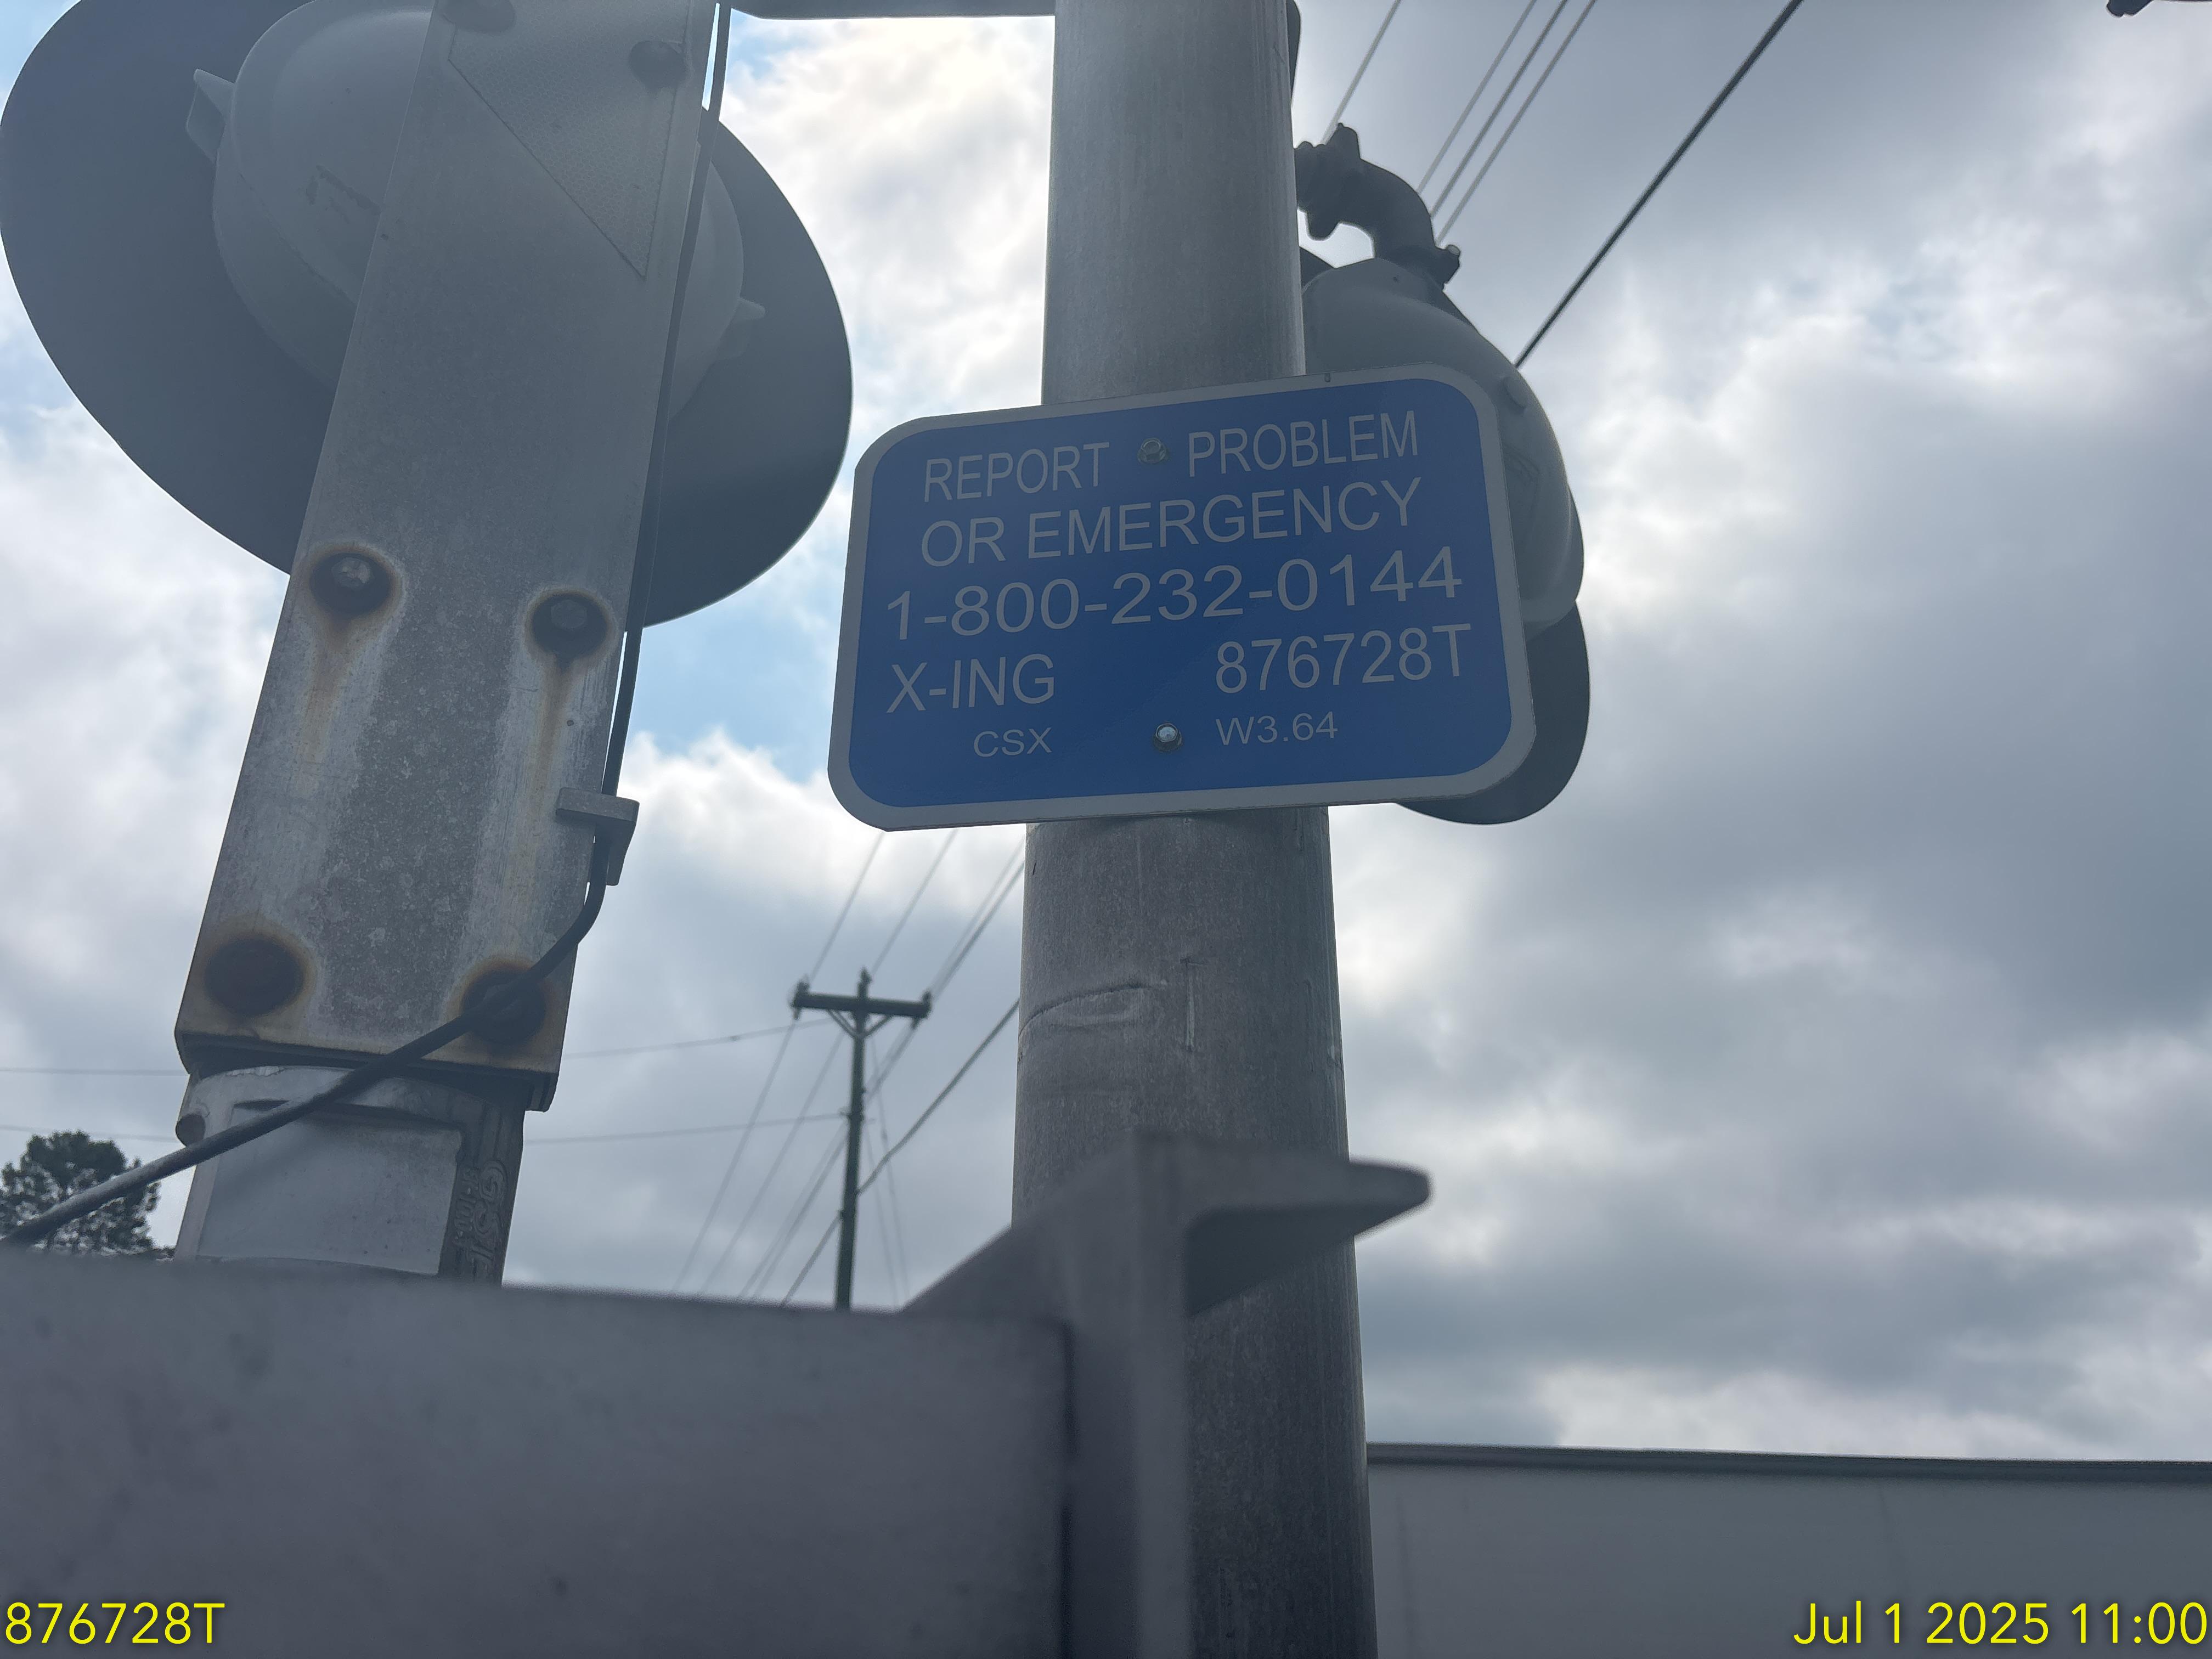 REPORT PROBLEM
OR EMERGENCY
1-800-232-0144
X-ING 876728T
CSX W3.64
876728T
Jul 1 2025 11:00